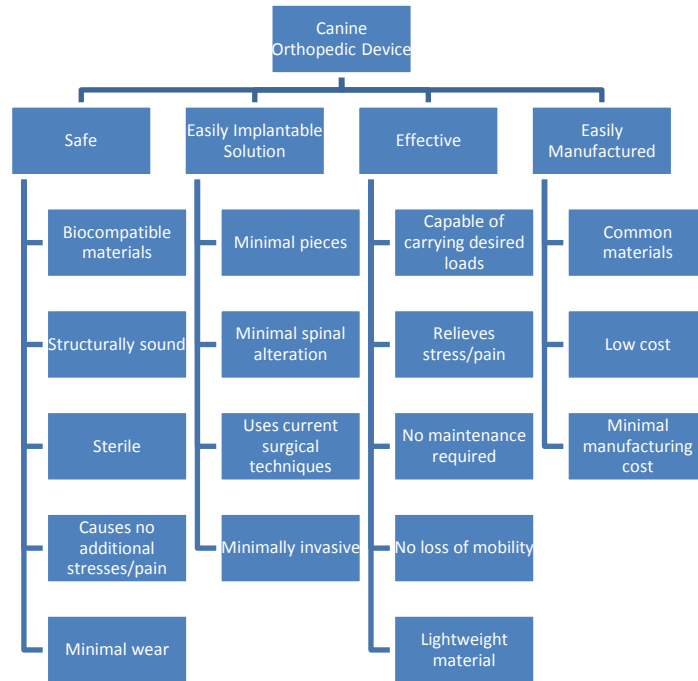 Canine
Orthopedic Device
Safe
Easily Implantable
Solution
Effective
Easily
Manufactured
Biocompatible
materials
Structurally sound
Sterile
Causes no
additional
stresses/pain
Minimal wear
Minimal pieces
Minimal spinal
alteration
Uses current
surgical
techniques
Minimally invasive
Capable of
carrying desired
loads
Relieves
stress/pain
No maintenance
required
No loss of mobility
Lightweight
material
Common
materials
Low cost
Minimal
manufacturing
cost